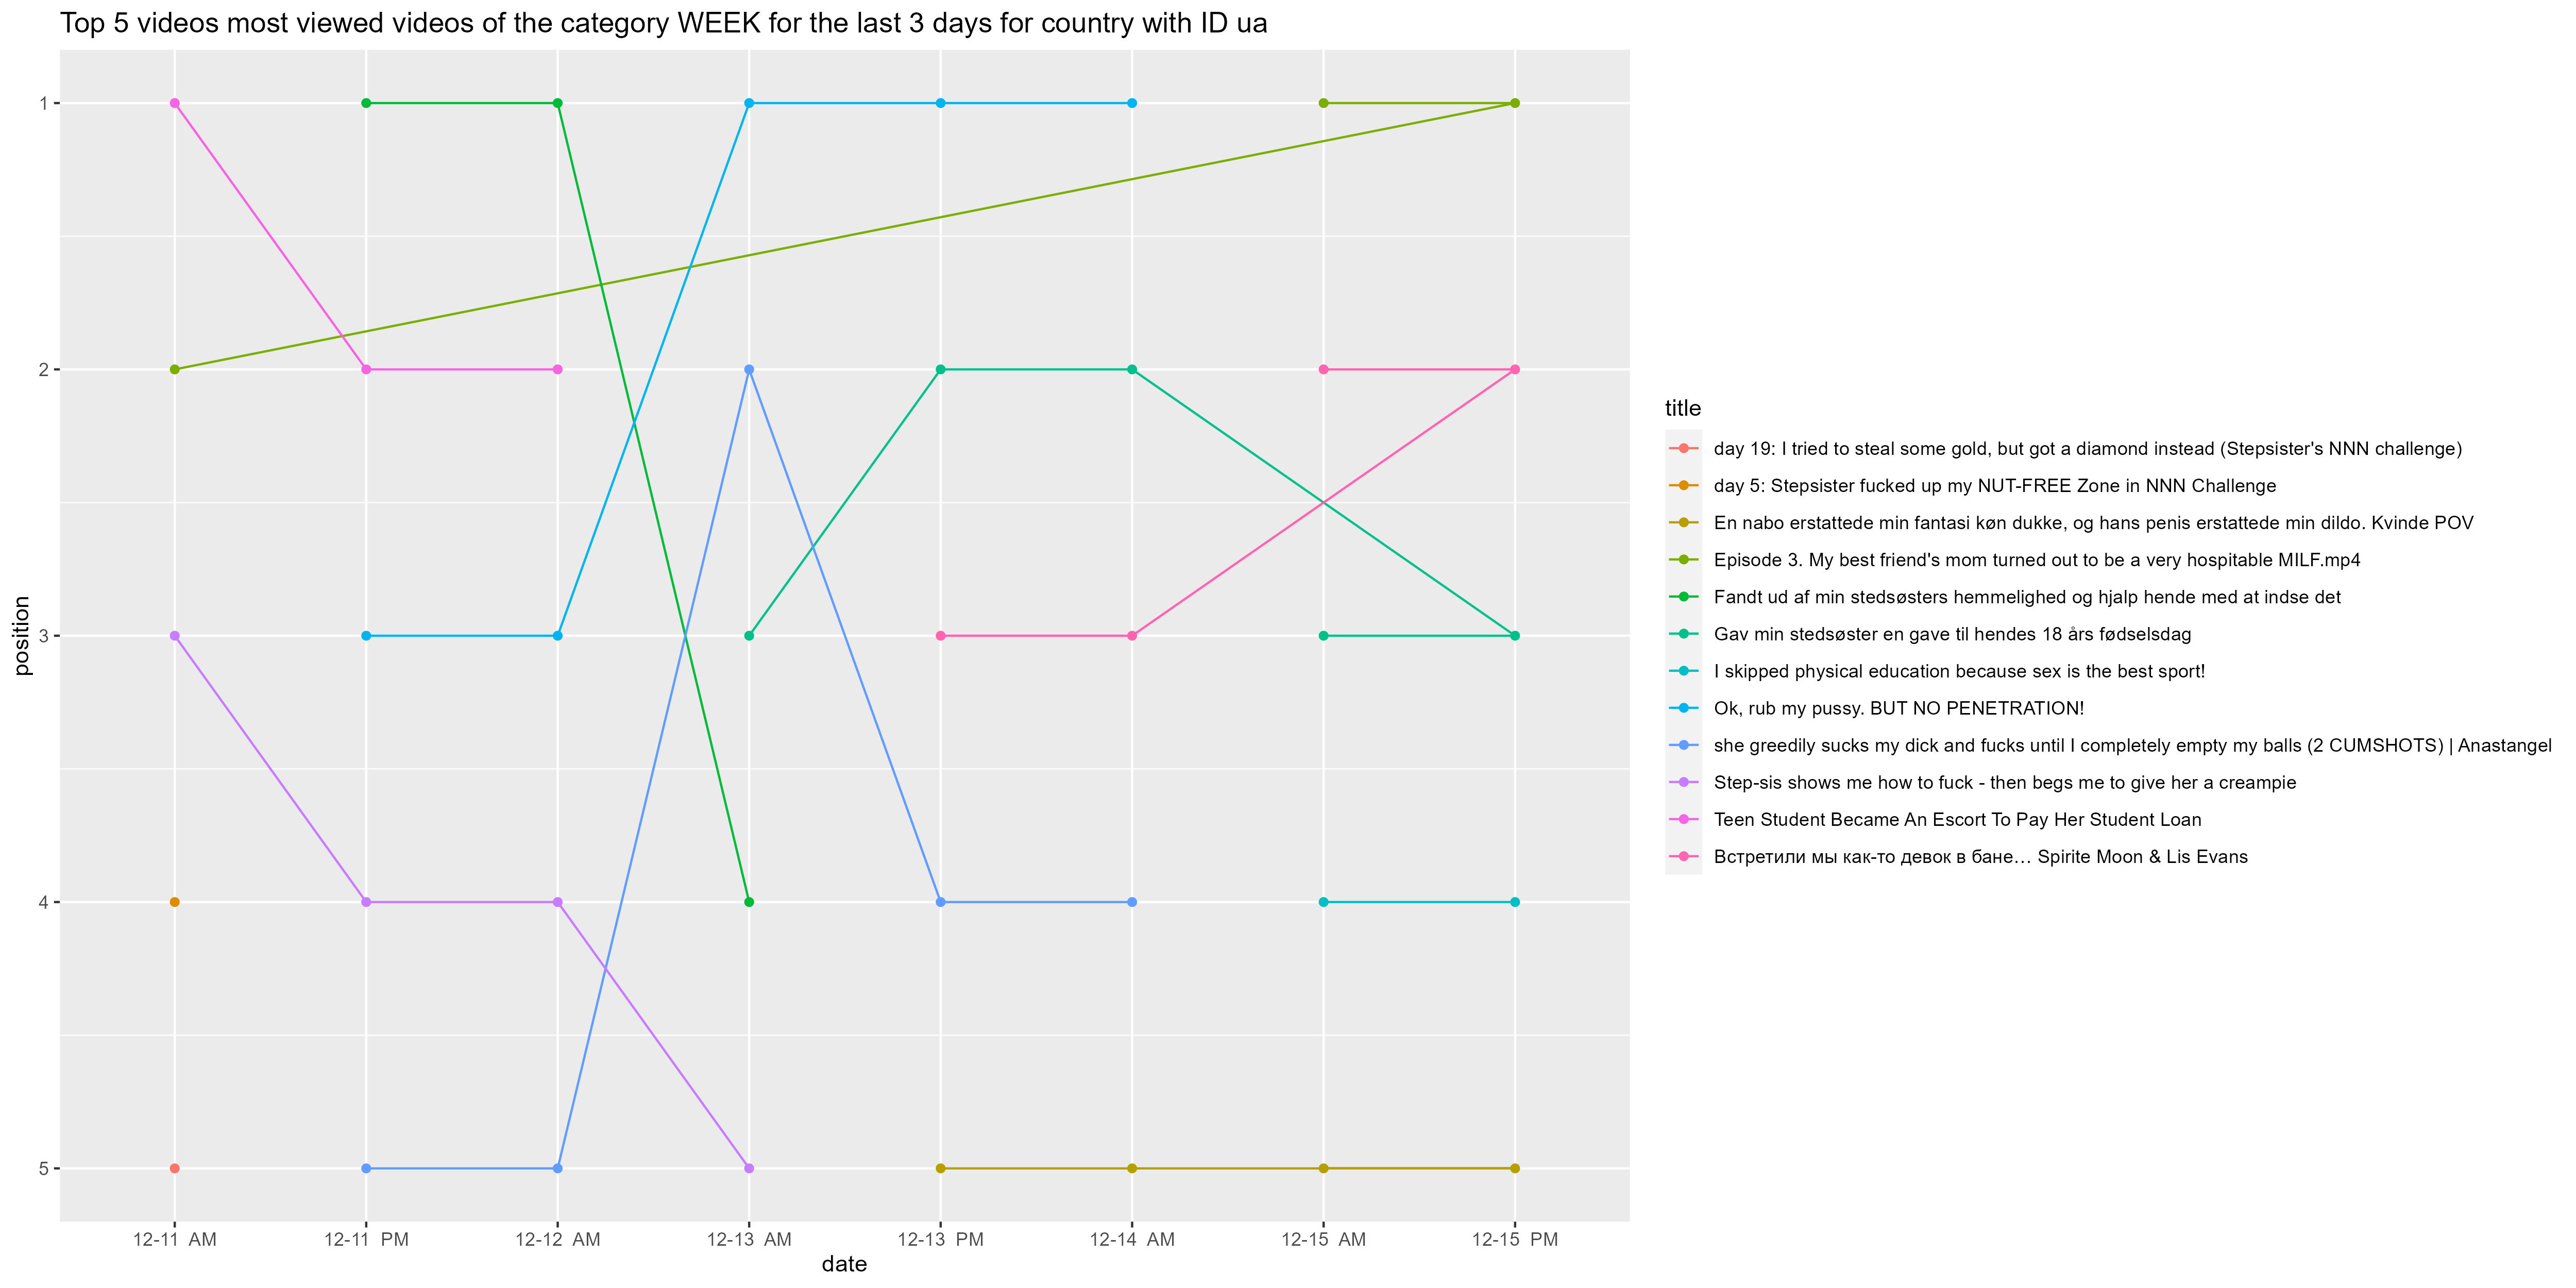 Top 5 videos most viewed videos of the category WEEK for the last 3 days for country with ID ua
position
1
2
3
4
5
12-11 AM
12-11 PM
12-12 AM
12-13 AM
12-13 PM
12-14 AM
12-15 AM
12-15 PM
date
title
day 19: I tried to steal some gold, but got a diamond instead (Stepsister's NNN challenge)
day 5: Stepsister fucked up my NUT-FREE Zone in NNN Challenge
En nabo erstattede min fantasi køn dukke, og hans penis erstattede min dildo. Kvinde POV
Episode 3. My best friend's mom turned out to be a very hospitable MILF.mp4
Fandt ud af min stedsøsters hemmelighed og hjalp hende med at indse det
Gav min stedsøster en gave til hendes 18 års fødselsdag
I skipped physical education because sex is the best sport!
Ok, rub my pussy. BUT NO PENETRATION!
she greedily sucks my dick and fucks until I completely empty my balls (2 CUMSHOTS) | Anastangel
Step-sis shows me how to fuck - then begs me to give her a creampie
Teen Student Became An Escort To Pay Her Student Loan
Встретили мы как-то девок в бане… Spirite Moon & Lis Evans